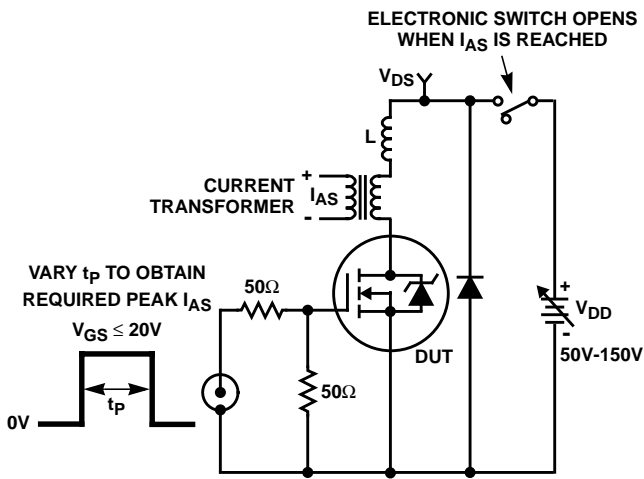 ELECTRONIC SWITCH OPENS
WHEN IAS IS REACHED
VDS
L
+
IAS
-
CURRENT
TRANSFORMER
VARY tP TO OBTAIN
REQUIRED PEAK IAS
VGS ≤ 20V
0V
tP
50Ω
50Ω
DUT
+
VDD
-
50V-150V